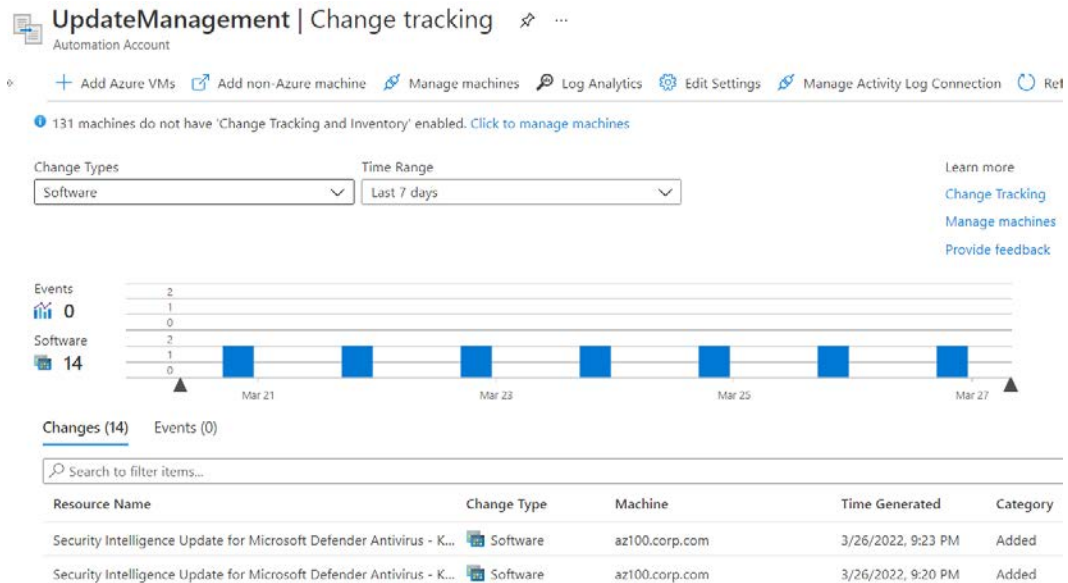 UpdateManagement | Change tracking ...
Automation Account
Add Azure VMs Add non-Azure machine Manage machines Log Analytics Edit Settings Manage Activity Log Connection
131 machines do not have 'Change Tracking and Inventory' enabled. Click to manage machines
Change Types Time Range Learn more
Software Last 7 days Change Tracking
Manage machines
Provide feedback
Events 2
0 1
0
Software 2
14 1
0
Mar 21 Mar 23 Mar 25 Mar 27
Changes (14) Events (0)
Search to filter items...
Resource Name Change Type Machine Time Generated Category
Security Intelligence Update for Microsoft Defender Antivirus - K... Software az100.corp.com 3/26/2022, 9:23 PM Added
Security Intelligence Update for Microsoft Defender Antivirus - K... Software az100.corp.com 3/26/2022, 9:20 PM Added